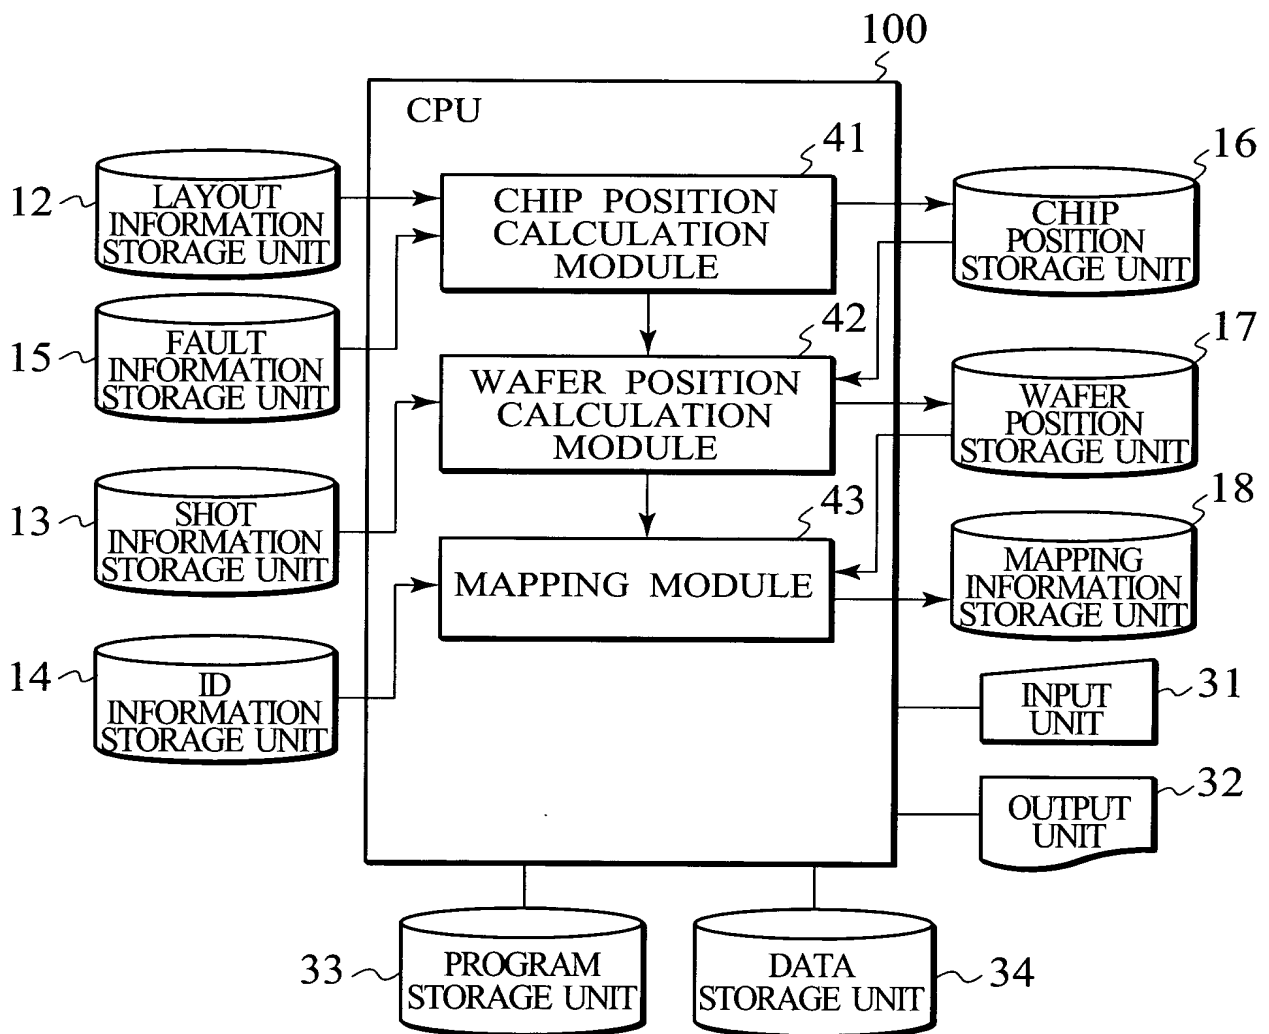 100
CPU
12
LAYOUT
INFORMATION
STORAGE UNIT
41
CHIP POSITION
CALCULATION
MODULE
16
CHIP
POSITION
STORAGE UNIT
15
FAULT
INFORMATION
STORAGE UNIT
42
WAFER POSITION
CALCULATION
MODULE
17
WAFER
POSITION
STORAGE UNIT
13
SHOT
INFORMATION
STORAGE UNIT
43
MAPPING MODULE
18
MAPPING
INFORMATION
STORAGE UNIT
14
ID
INFORMATION
STORAGE UNIT
31
INPUT
UNIT
32
OUTPUT
UNIT
33
PROGRAM
STORAGE UNIT
DATA
STORAGE UNIT
34